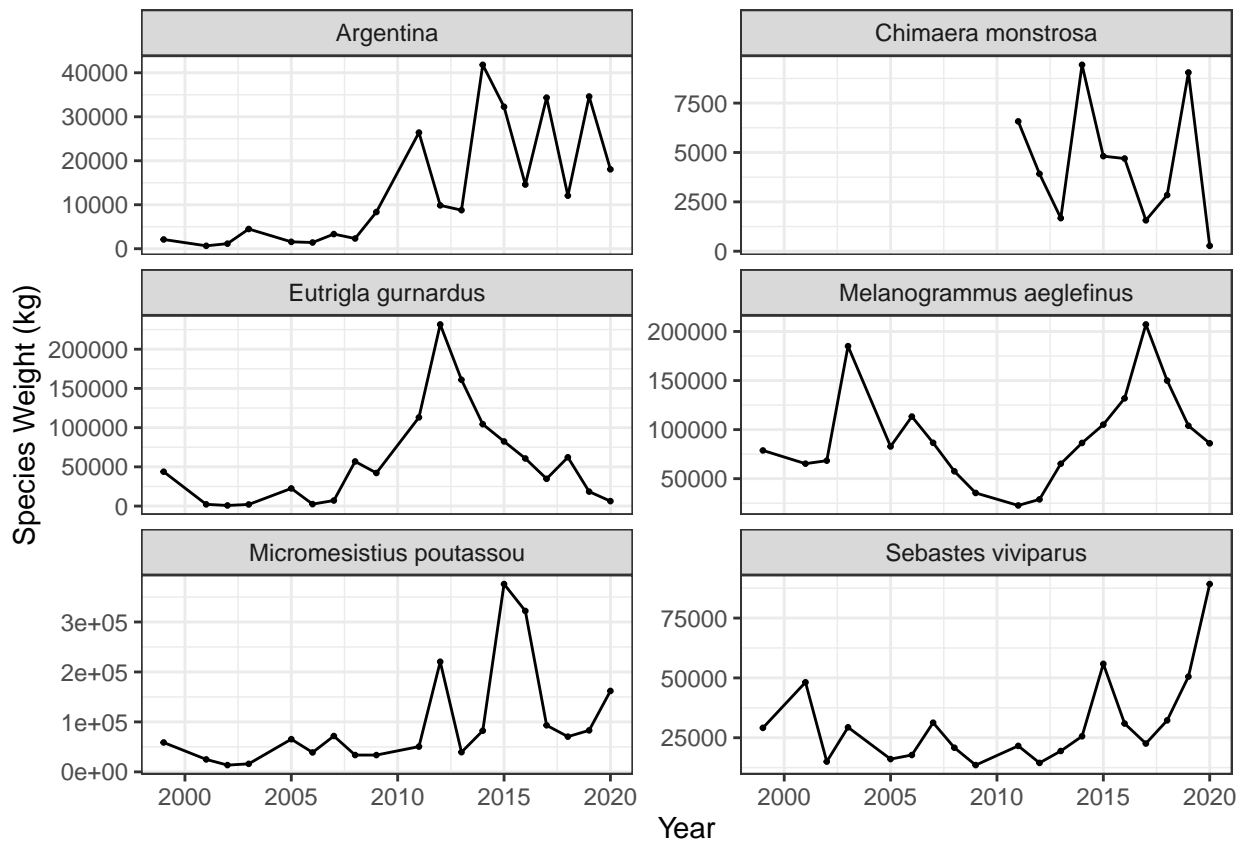 Argentina
Chimaera monstrosa
40000
30000
20000
10000
0
7500
5000
2500
0
Eutrigla gurnardus
Melanogrammus aeglefinus
200000
150000
100000
50000
0
200000
150000
100000
50000
Species Weight (kg)
Micromesistius poutassou
Sebastes viviparus
3e+05
2e+05
1e+05
0e+00
75000
50000
25000
2000 2005 2010 2015 2020
2000 2005 2010 2015 2020
Year